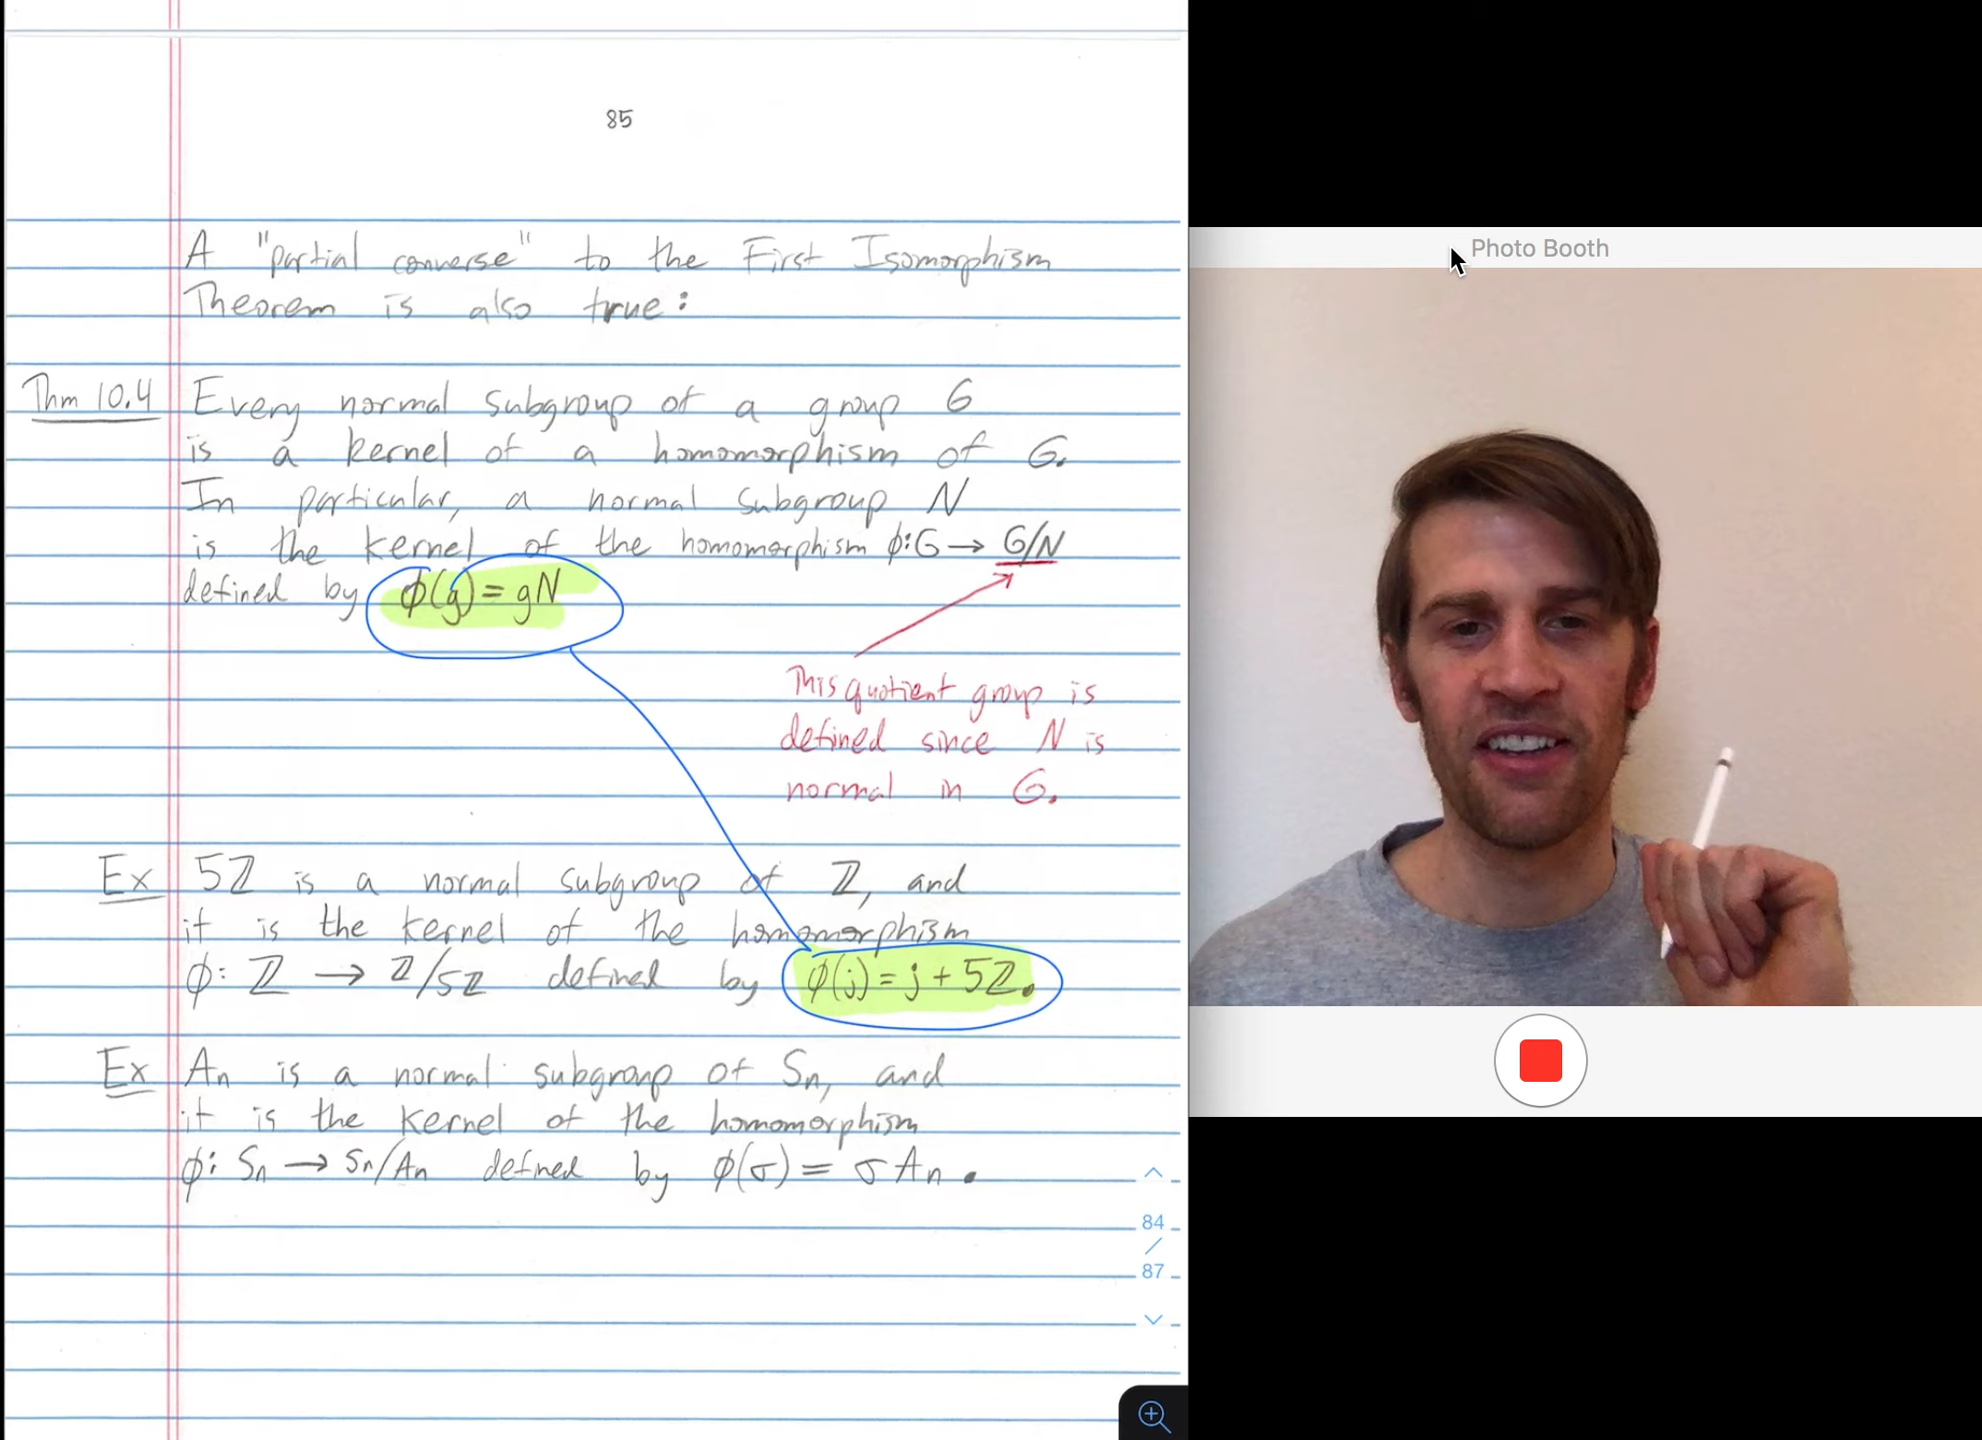 85
A "partial converse" to the First Isomorphism
Theorem is also true:
Thm 10.4 Every normal subgroup of a group G
is a kernel of a homomorphism of G.
In particular, a normal subgroup N
is the kernel of the homomorphism ϕ:G → G/N
defined by ϕ(g) = gN
This quotient group is
defined since N is
normal in G.
Ex 5ℤ is a normal subgroup of ℤ, and
it is the kernel of the homomorphism
ϕ: ℤ → ℤ/5ℤ defined by ϕ(j) = j + 5ℤ.
Ex An is a normal subgroup of Sn, and
it is the kernel of the homomorphism
ϕ: Sn → Sn/An defined by ϕ(σ) = σ An.
84
/
87
Photo Booth